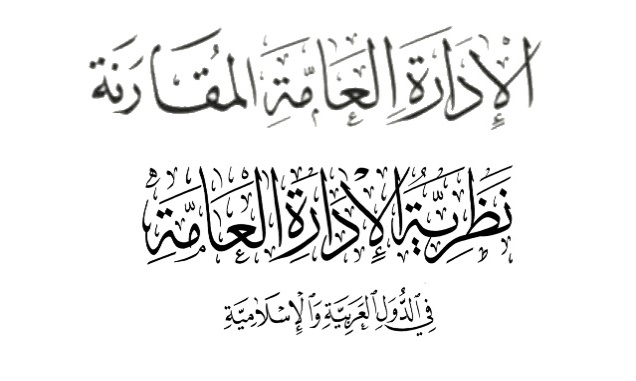 الإدارة العامة المقارنة
نظرية الإدارة العامة
في الدول العربية والإسلامية